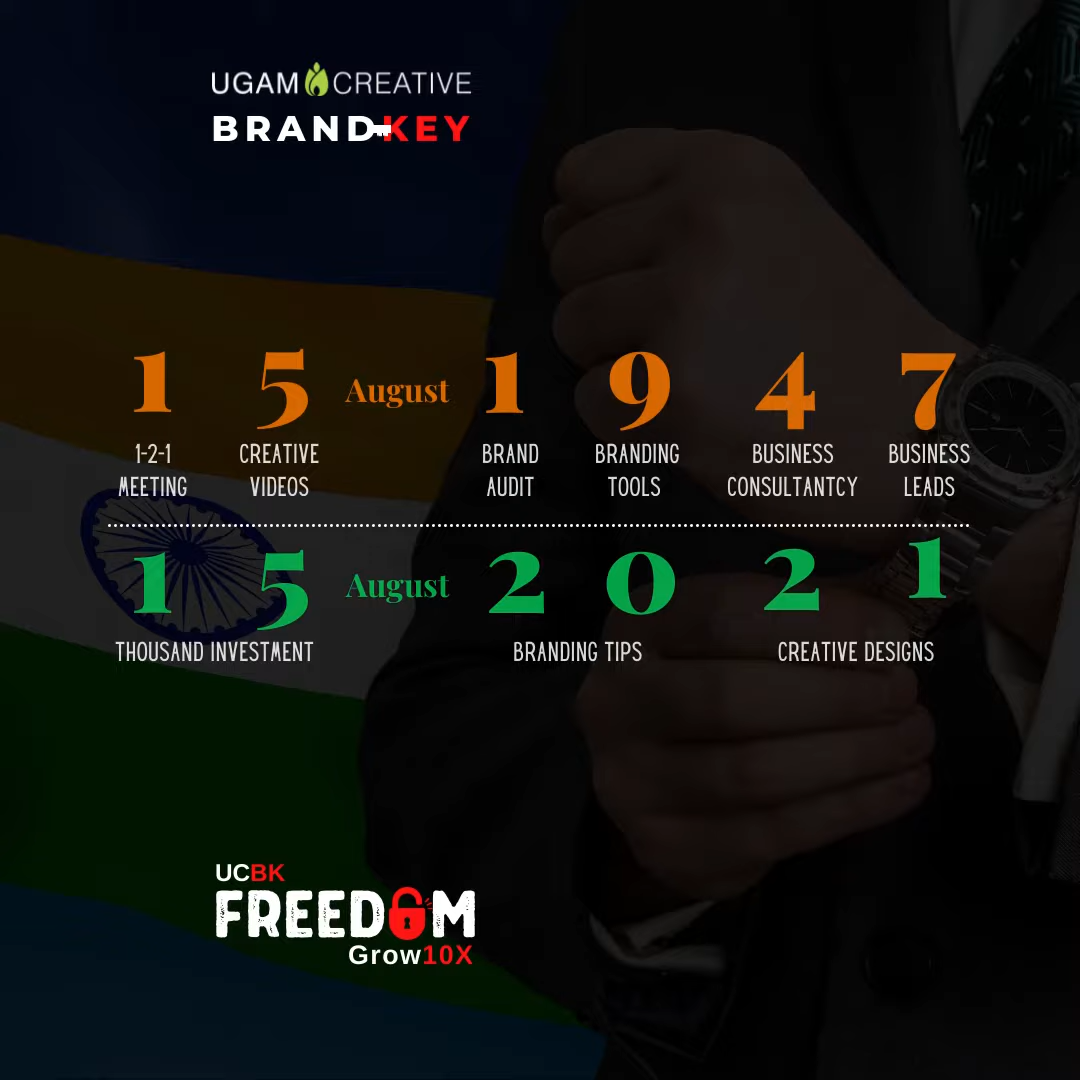 UGAM CREATIVE
BRANDKEY
1 5 August 1 9 4 7
1-2-1 CREATIVE BRAND BRANDING BUSINESS BUSINESS
MEETING VIDEOS AUDIT TOOLS CONSULTANTCY LEADS
1 5 August 2 0 2 1
THOUSAND INVESTMENT BRANDING TIPS CREATIVE DESIGNS
UCBK
FREEDOM
Grow10X